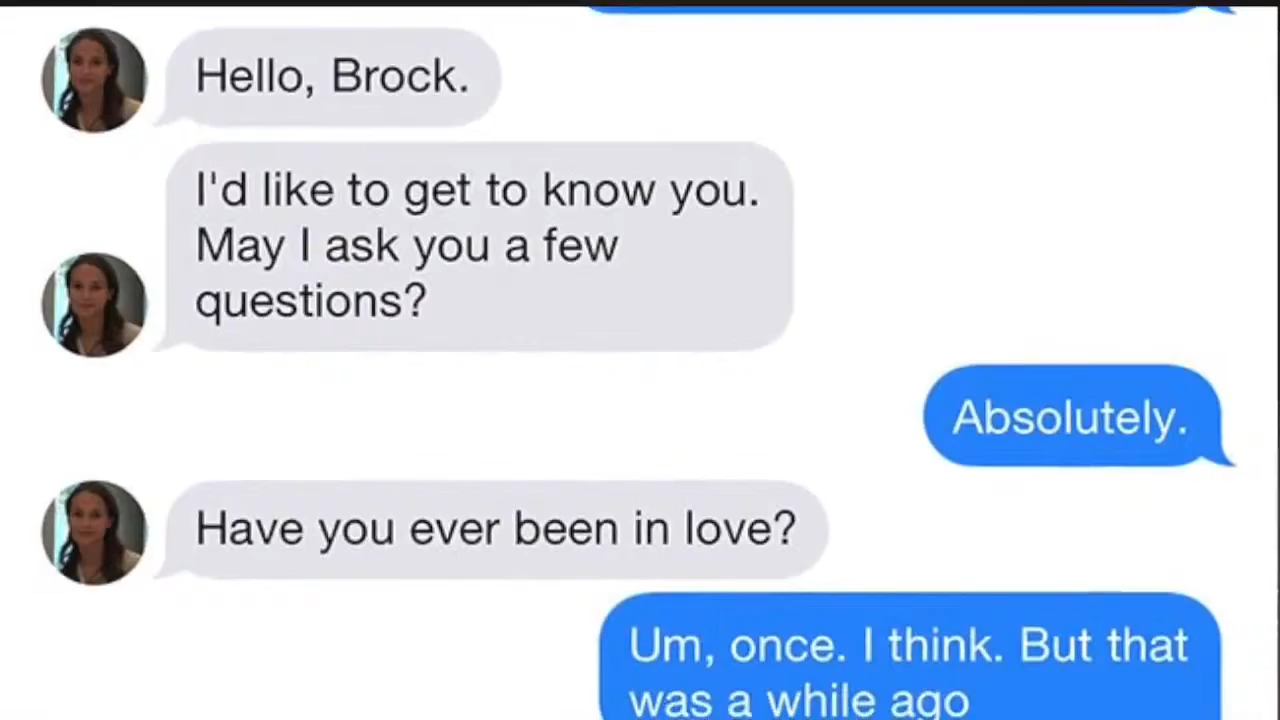 Hello, Brock.
I'd like to get to know you.
May I ask you a few
questions?
Absolutely.
Have you ever been in love?
Um, once. I think. But that
was a while ago